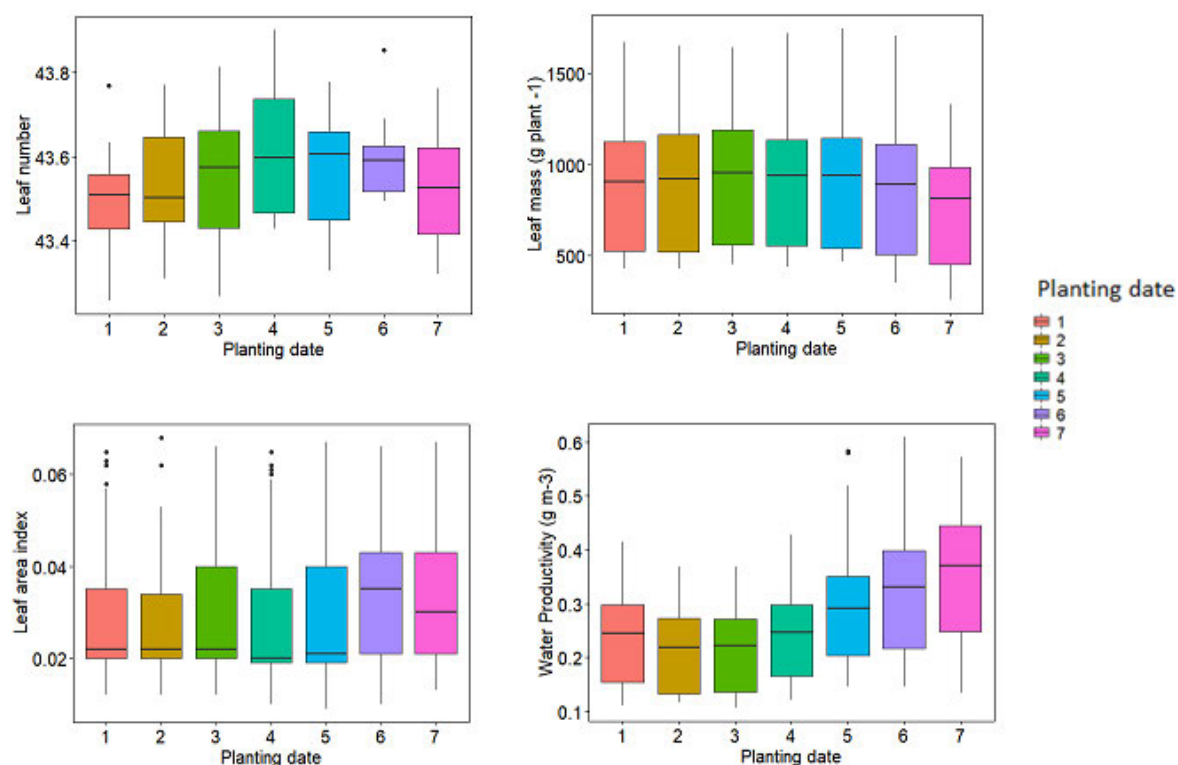 Leaf number
43.8
43.6
43.4
1 2 3 4 5 6 7
Planting date
Leaf mass (g plant -1)
1500
1000
500
1 2 3 4 5 6 7
Planting date
Planting date
1
2
3
4
5
6
7
Leaf area index
0.06
0.04
0.02
1 2 3 4 5 6 7
Planting date
Water Productivity (g m-3)
0.6
0.5
0.4
0.3
0.2
0.1
1 2 3 4 5 6 7
Planting date